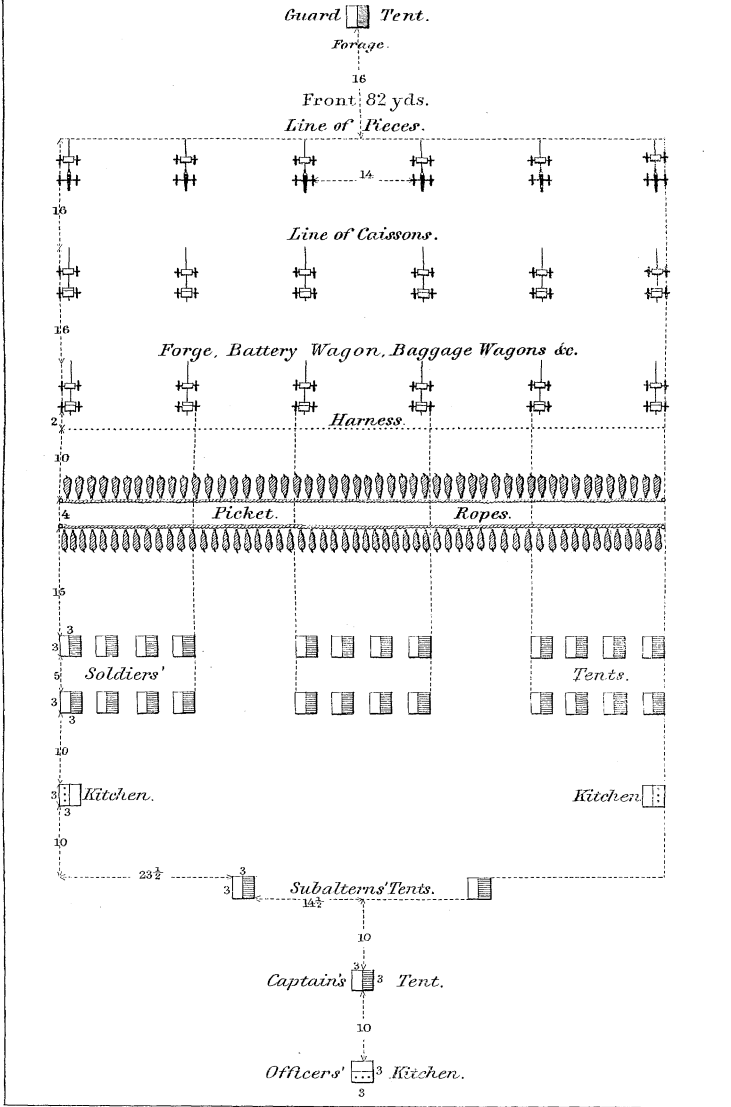 Guard Tent.
Forage.
16
Front 82 yds.
Line of Pieces.
14
16
Line of Caissons.
16
Forge, Battery Wagon, Baggage Wagons &c.
2
Harness.
10
4 Picket. Ropes.
15
3
3
5 Soldiers' Tents.
3
3
10
3 Kitchen. Kitchen
3
10
23½ 3
3 Subalterns' Tents.
14½
10
3
Captain's 3 Tent.
10
Officers' 3 Kitchen.
3